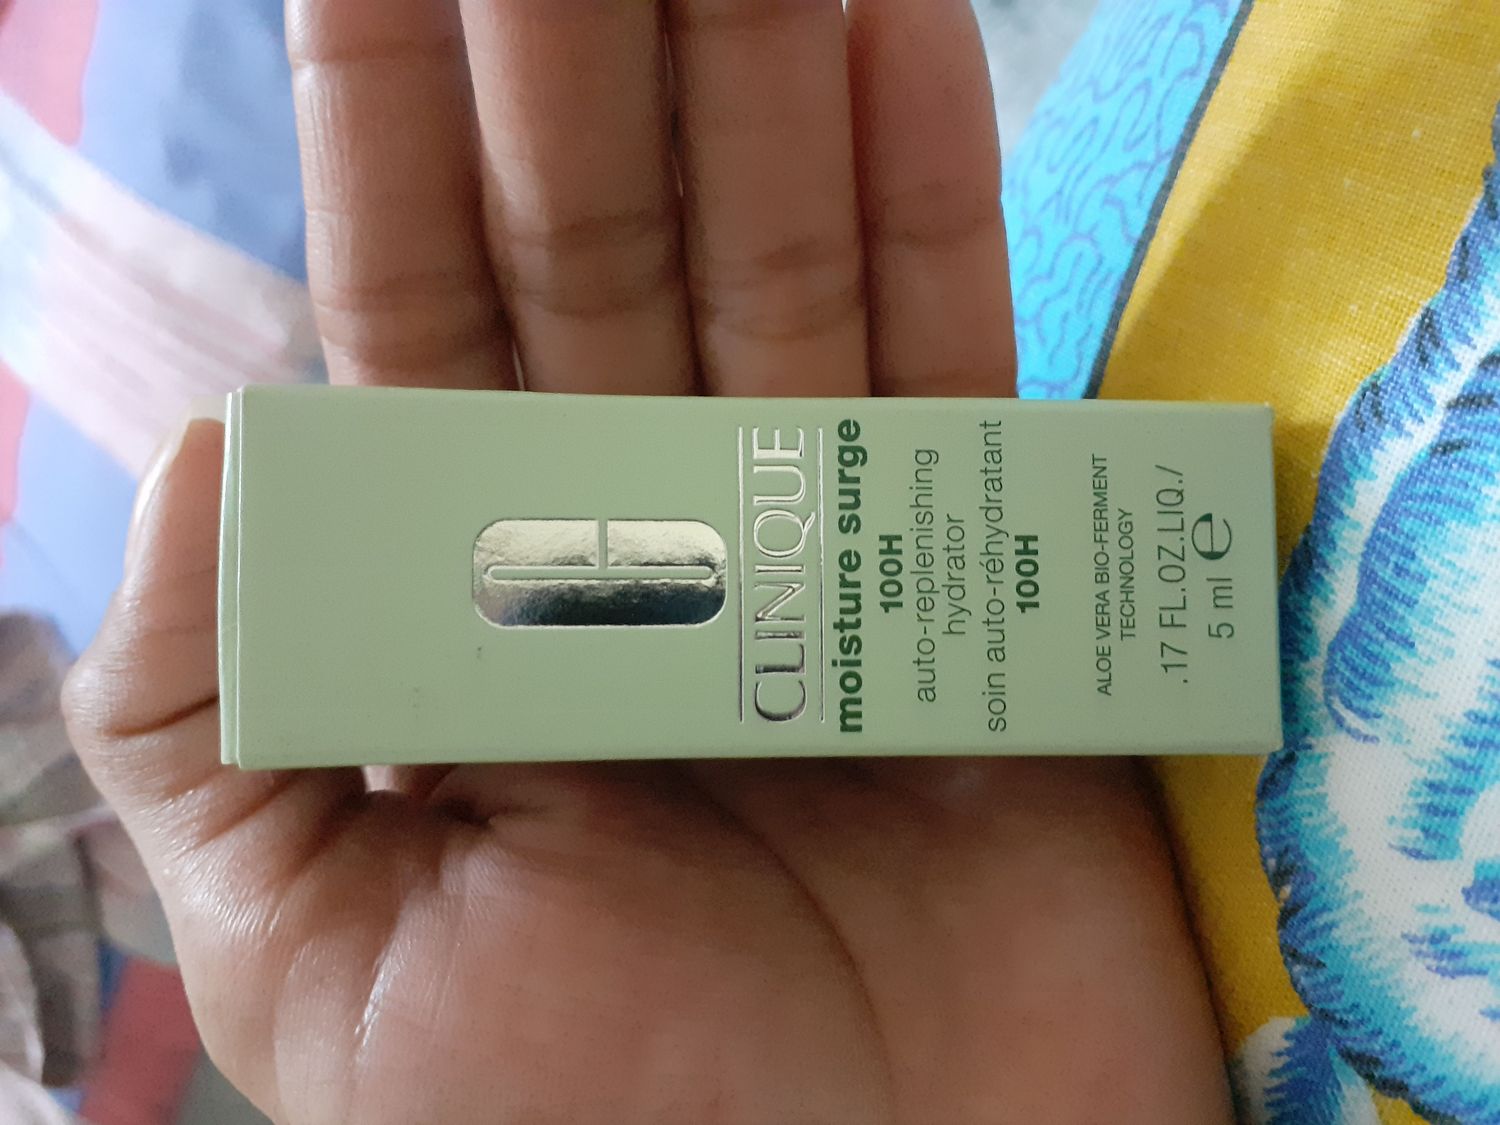 CLINIQUE
moisture surge
100H
auto-replenishing
hydrator
soin auto-réhydratant
100H
ALOE VERA BIO-FERMENT
TECHNOLOGY
.17 FL.OZ.LIQ./
5 ml ℮